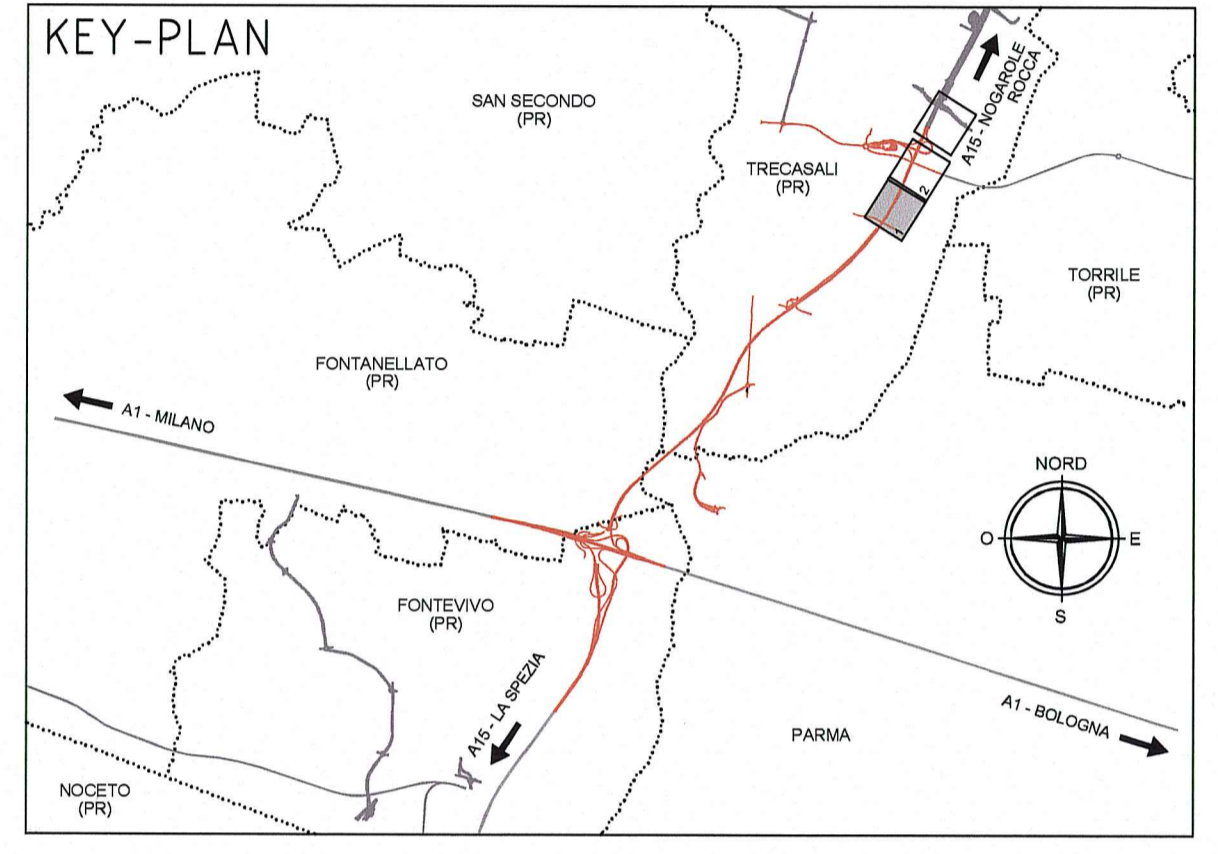 KEY-PLAN
SAN SECONDO
(PR)
A15 - NOGAROLE
ROCCA
TRECASALI
(PR)
2
1
TORRILE
(PR)
FONTANELLATO
(PR)
A1 - MILANO
NORD
O
E
S
FONTEVIVO
(PR)
A15 - LA SPEZIA
A1 - BOLOGNA
PARMA
NOCETO
(PR)